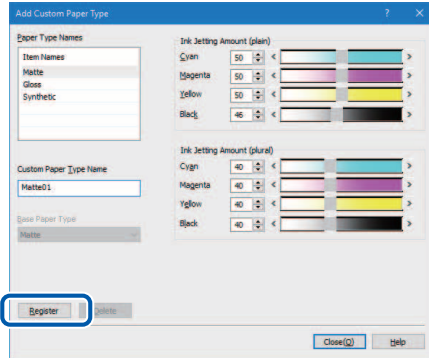 Add Custom Paper Type ? ×
Paper Type Names
Item Names
Matte
Gloss
Synthetic
Custom Paper Type Name
Matte01
Base Paper Type
Matte
Register Delete
Ink Jetting Amount (plain)
Cyan 50 < >
Magenta 50 < >
Yellow 50 < >
Black 46 < >
Ink Jetting Amount (plural)
Cyan 40 < >
Magenta 40 < >
Yellow 40 < >
Black 40 < >
Close(O) Help